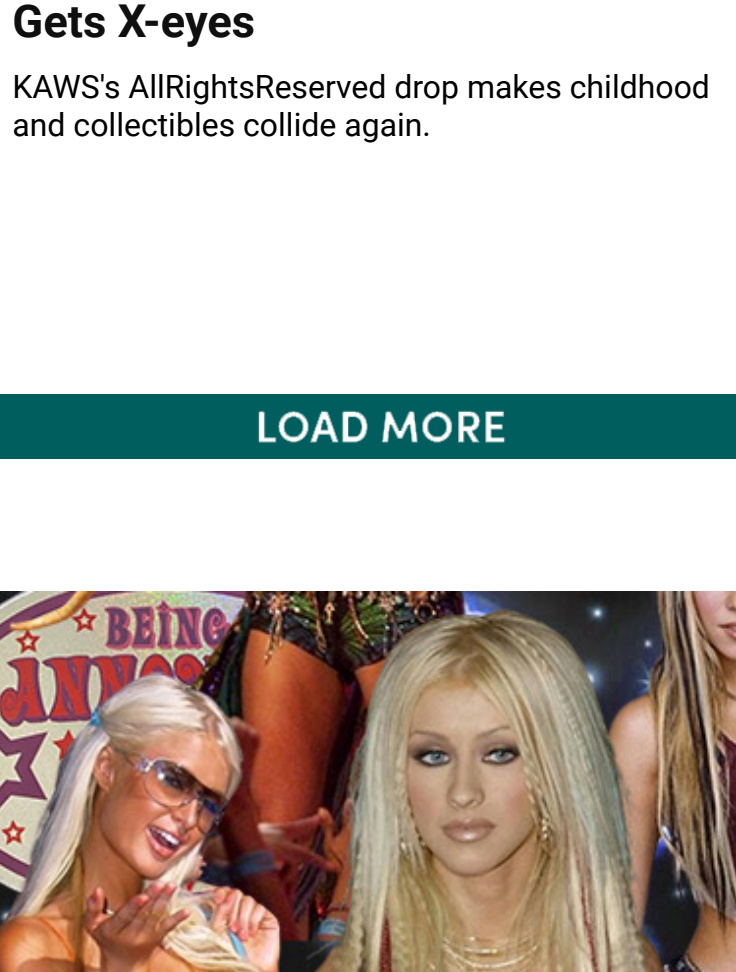 Gets X-eyes
KAWS's AllRightsReserved drop makes childhood
and collectibles collide again.
LOAD MORE
BEING